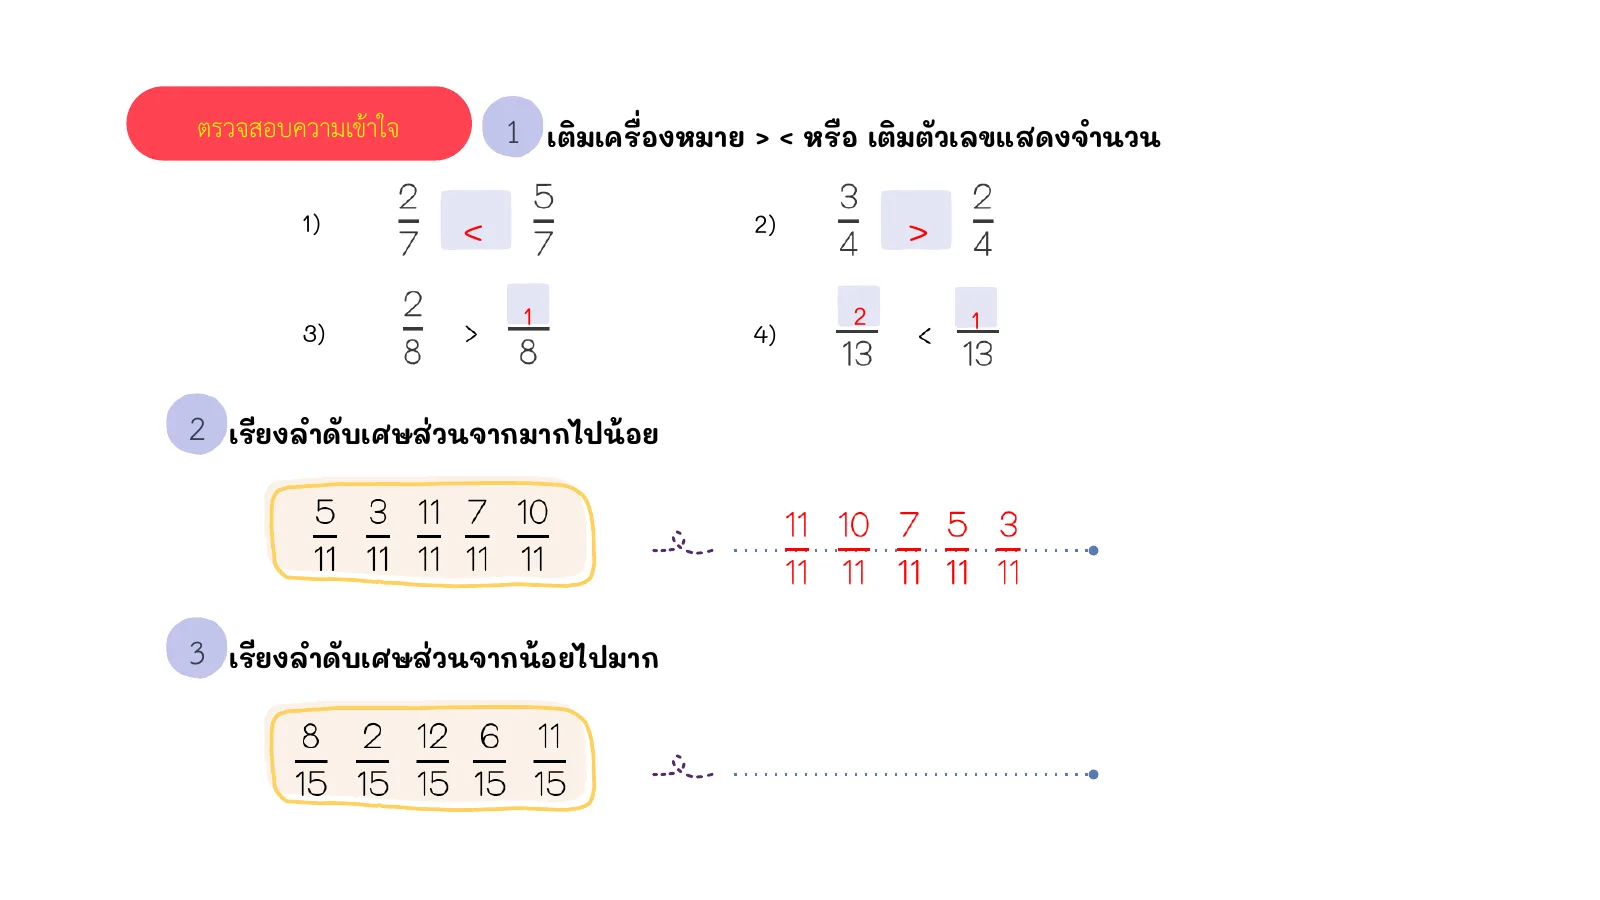 ตรวจสอบความเข้าใจ
1 เติมเครื่องหมาย > < หรือ เติมตัวเลขแสดงจำนวน
1) 2/7 < 5/7
2) 3/4 > 2/4
3) 2/8 > 1/8
4) 2/13 < 1/13
2 เรียงลำดับเศษส่วนจากมากไปน้อย
5/11 3/11 11/11 7/11 10/11
11/11 10/11 7/11 5/11 3/11
3 เรียงลำดับเศษส่วนจากน้อยไปมาก
8/15 2/15 12/15 6/15 11/15